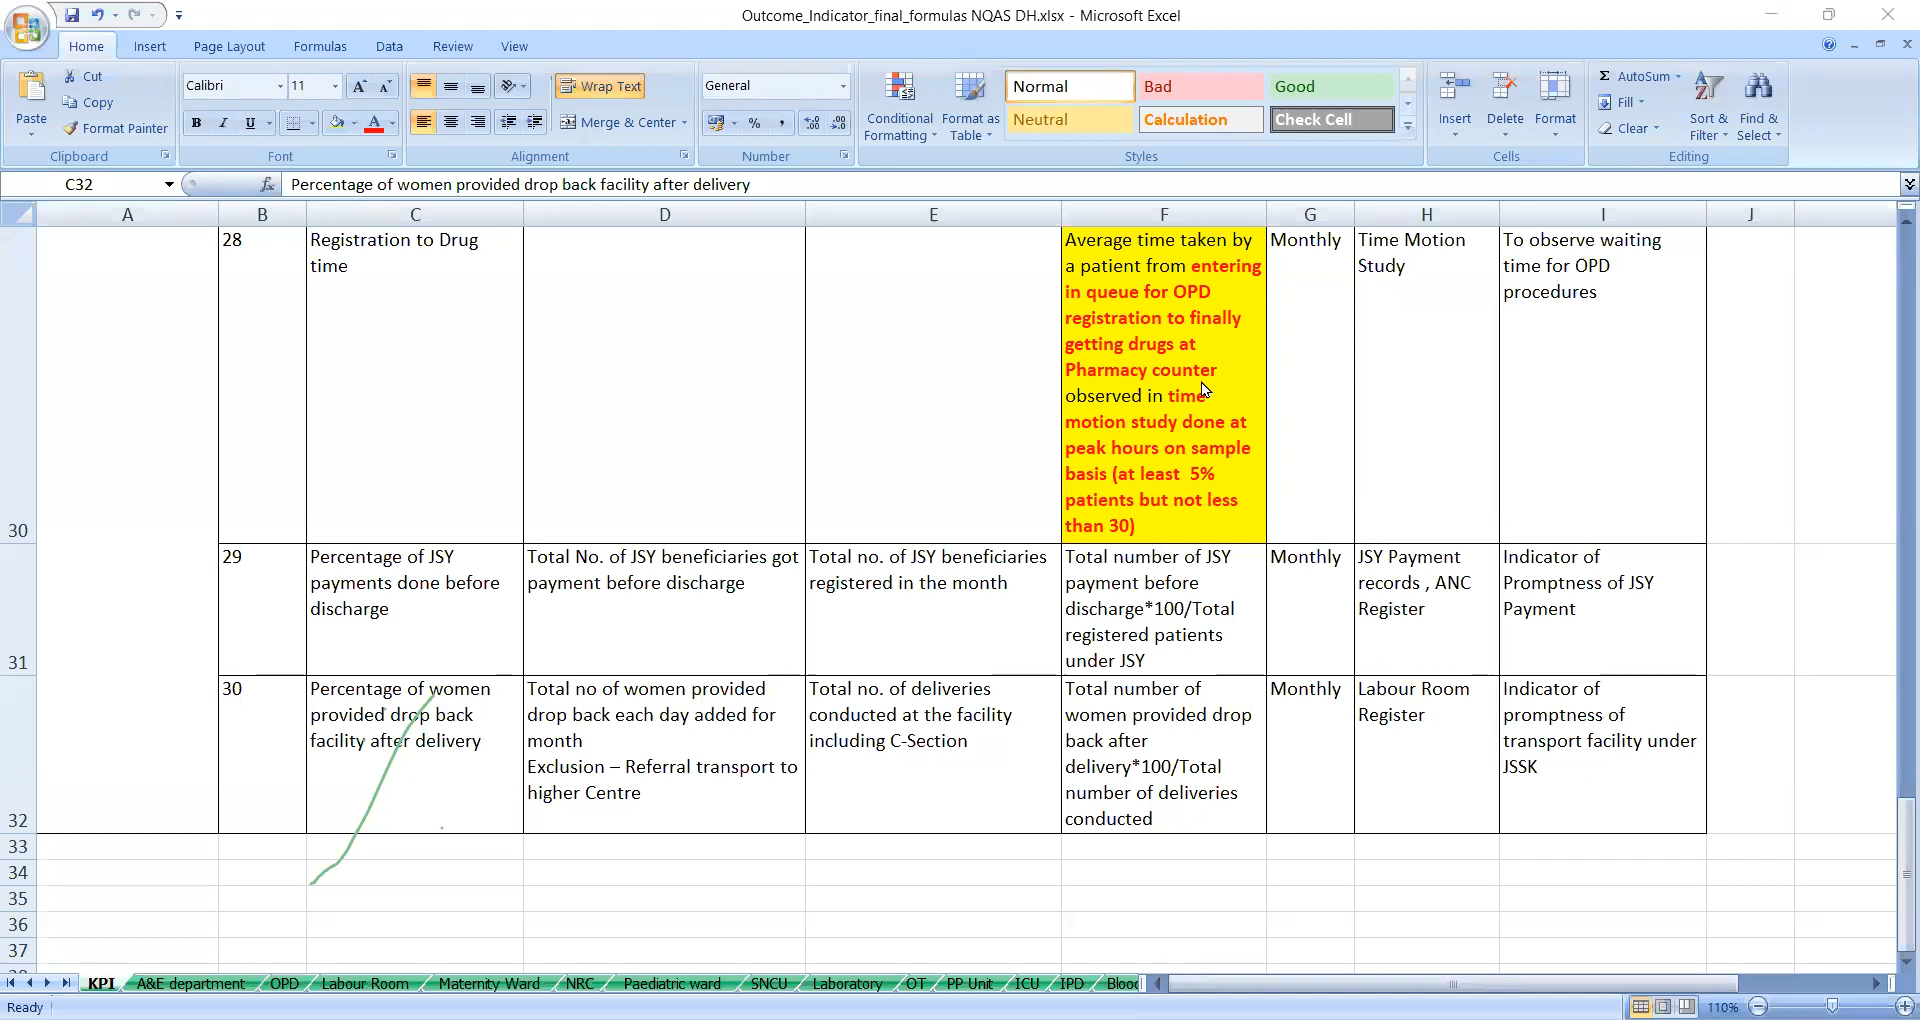 Outcome_Indicator_final_formulas NQAS DH.xlsx - Microsoft Excel
Home Insert Page Layout Formulas Data Review View
Paste
Cut
Copy
Format Painter
Clipboard
Calibri 11
B I U
Font
Wrap Text
Merge & Center
Alignment
General
%
Number
Conditional Formatting
Format as Table
Normal Bad Good
Neutral Calculation Check Cell
Styles
Insert Delete Format
Cells
Σ AutoSum
Fill
Clear
Sort & Filter
Find & Select
Editing
C32 fx Percentage of women provided drop back facility after delivery
A B C D E F G H I J
30
28
Registration to Drug
time
Average time taken by
a patient from entering
in queue for OPD
registration to finally
getting drugs at
Pharmacy counter
observed in time
motion study done at
peak hours on sample
basis (at least 5%
patients but not less
than 30)
Monthly
Time Motion
Study
To observe waiting
time for OPD
procedures
31
29
Percentage of JSY
payments done before
discharge
Total No. of JSY beneficiaries got
payment before discharge
Total no. of JSY beneficiaries
registered in the month
Total number of JSY
payment before
discharge*100/Total
registered patients
under JSY
Monthly
JSY Payment
records , ANC
Register
Indicator of
Promptness of JSY
Payment
32
30
Percentage of women
provided drop back
facility after delivery
Total no of women provided
drop back each day added for
month
Exclusion – Referral transport to
higher Centre
Total no. of deliveries
conducted at the facility
including C-Section
Total number of
women provided drop
back after
delivery*100/Total
number of deliveries
conducted
Monthly
Labour Room
Register
Indicator of
promptness of
transport facility under
JSSK
33
34
35
36
37
KPI A&E department OPD Labour Room Maternity Ward NRC Paediatric ward SNCU Laboratory OT PP Unit ICU IPD
Ready 110%